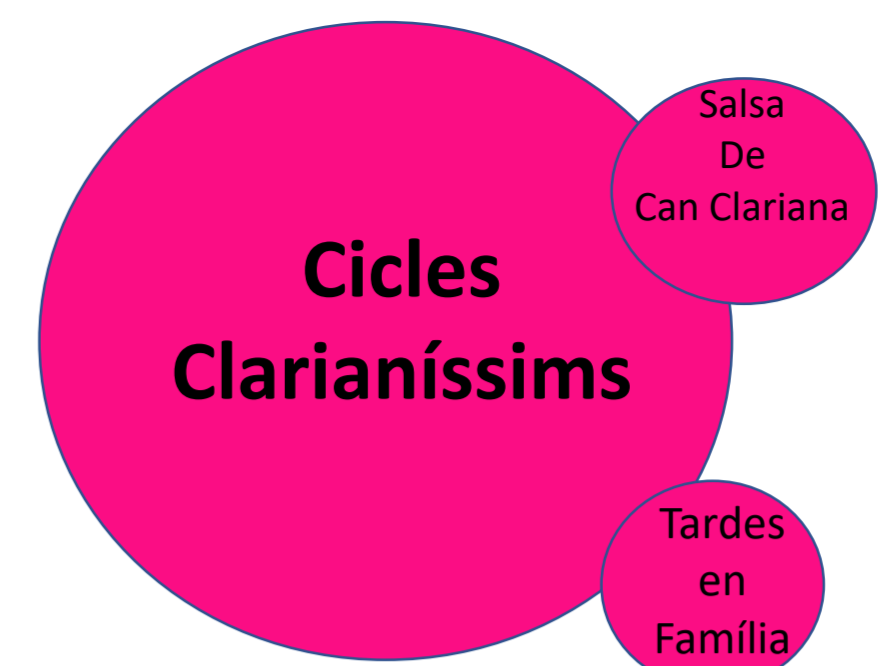 Cicles
Clarianíssims
Salsa
De
Can Clariana
Tardes
en
Família